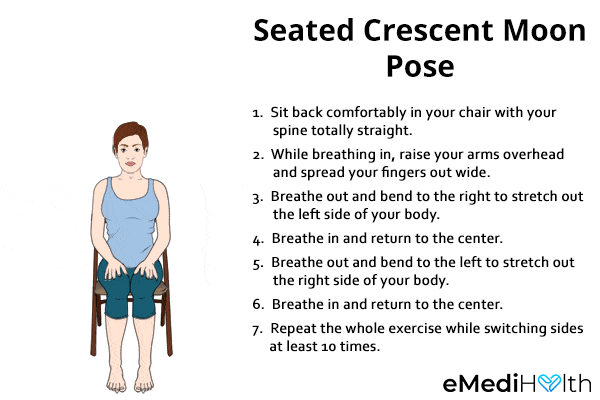 Seated Crescent Moon
Pose
1. Sit back comfortably in your chair with your
spine totally straight.
2. While breathing in, raise your arms overhead
and spread your fingers out wide.
3. Breathe out and bend to the right to stretch out
the left side of your body.
4. Breathe in and return to the center.
5. Breathe out and bend to the left to stretch out
the right side of your body.
6. Breathe in and return to the center.
7. Repeat the whole exercise while switching sides
at least 10 times.
eMediHealth